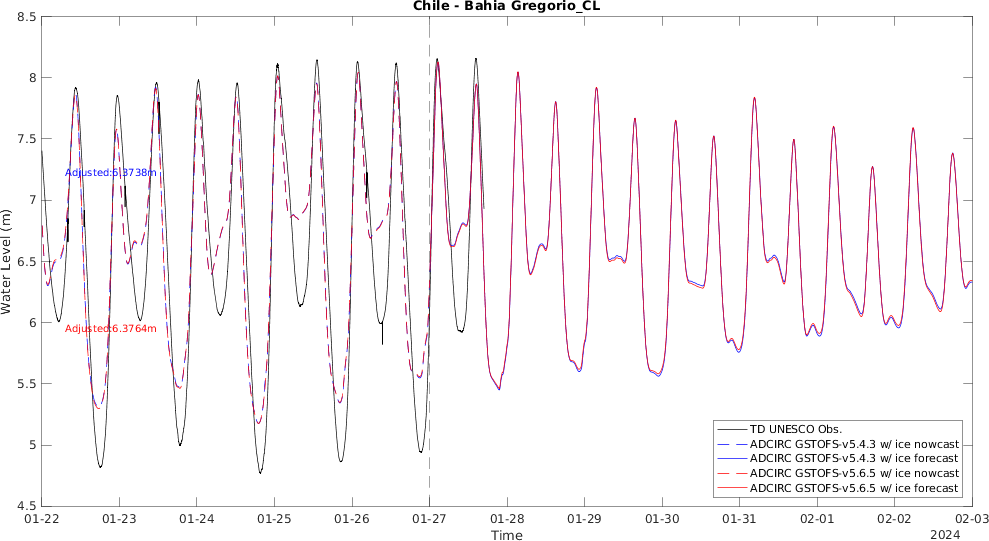 Chile - Bahia Gregorio_CL
8.5
8
7.5
7
6.5
6
5.5
5
4.5
Water Level (m)
Adjusted:6.3738m
Adjusted:6.3764m
TD UNESCO Obs.
ADCIRC GSTOFS-v5.4.3 w/ ice nowcast
ADCIRC GSTOFS-v5.4.3 w/ ice forecast
ADCIRC GSTOFS-v5.6.5 w/ ice nowcast
ADCIRC GSTOFS-v5.6.5 w/ ice forecast
01-22 01-23 01-24 01-25 01-26 01-27 01-28 01-29 01-30 01-31 02-01 02-02 02-03
Time
2024